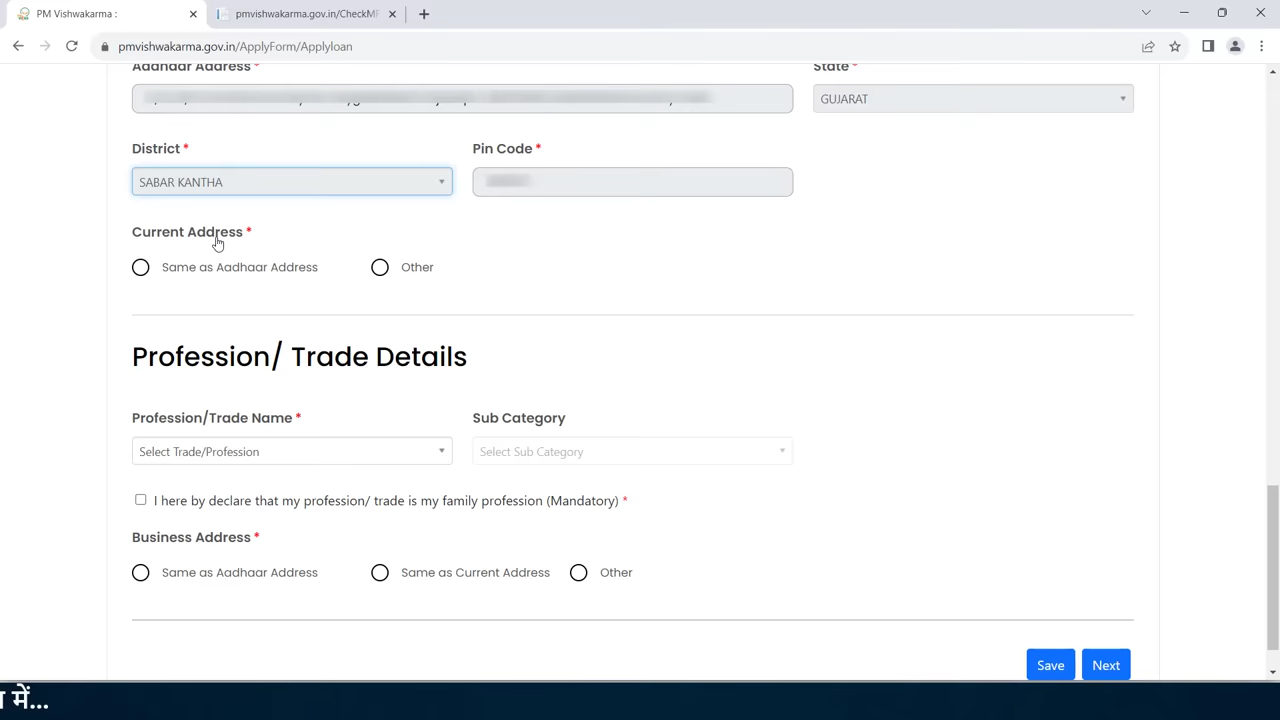 PM Vishwakarma :
pmvishwakarma.gov.in/CheckMF
pmvishwakarma.gov.in/ApplyForm/Applyloan
Aadhaar Address *
State *
GUJARAT
District *
Pin Code *
SABAR KANTHA
Current Address *
Same as Aadhaar Address
Other
Profession/ Trade Details
Profession/Trade Name *
Sub Category
Select Trade/Profession
Select Sub Category
I here by declare that my profession/ trade is my family profession (Mandatory) *
Business Address *
Same as Aadhaar Address
Same as Current Address
Other
Save
Next
में...